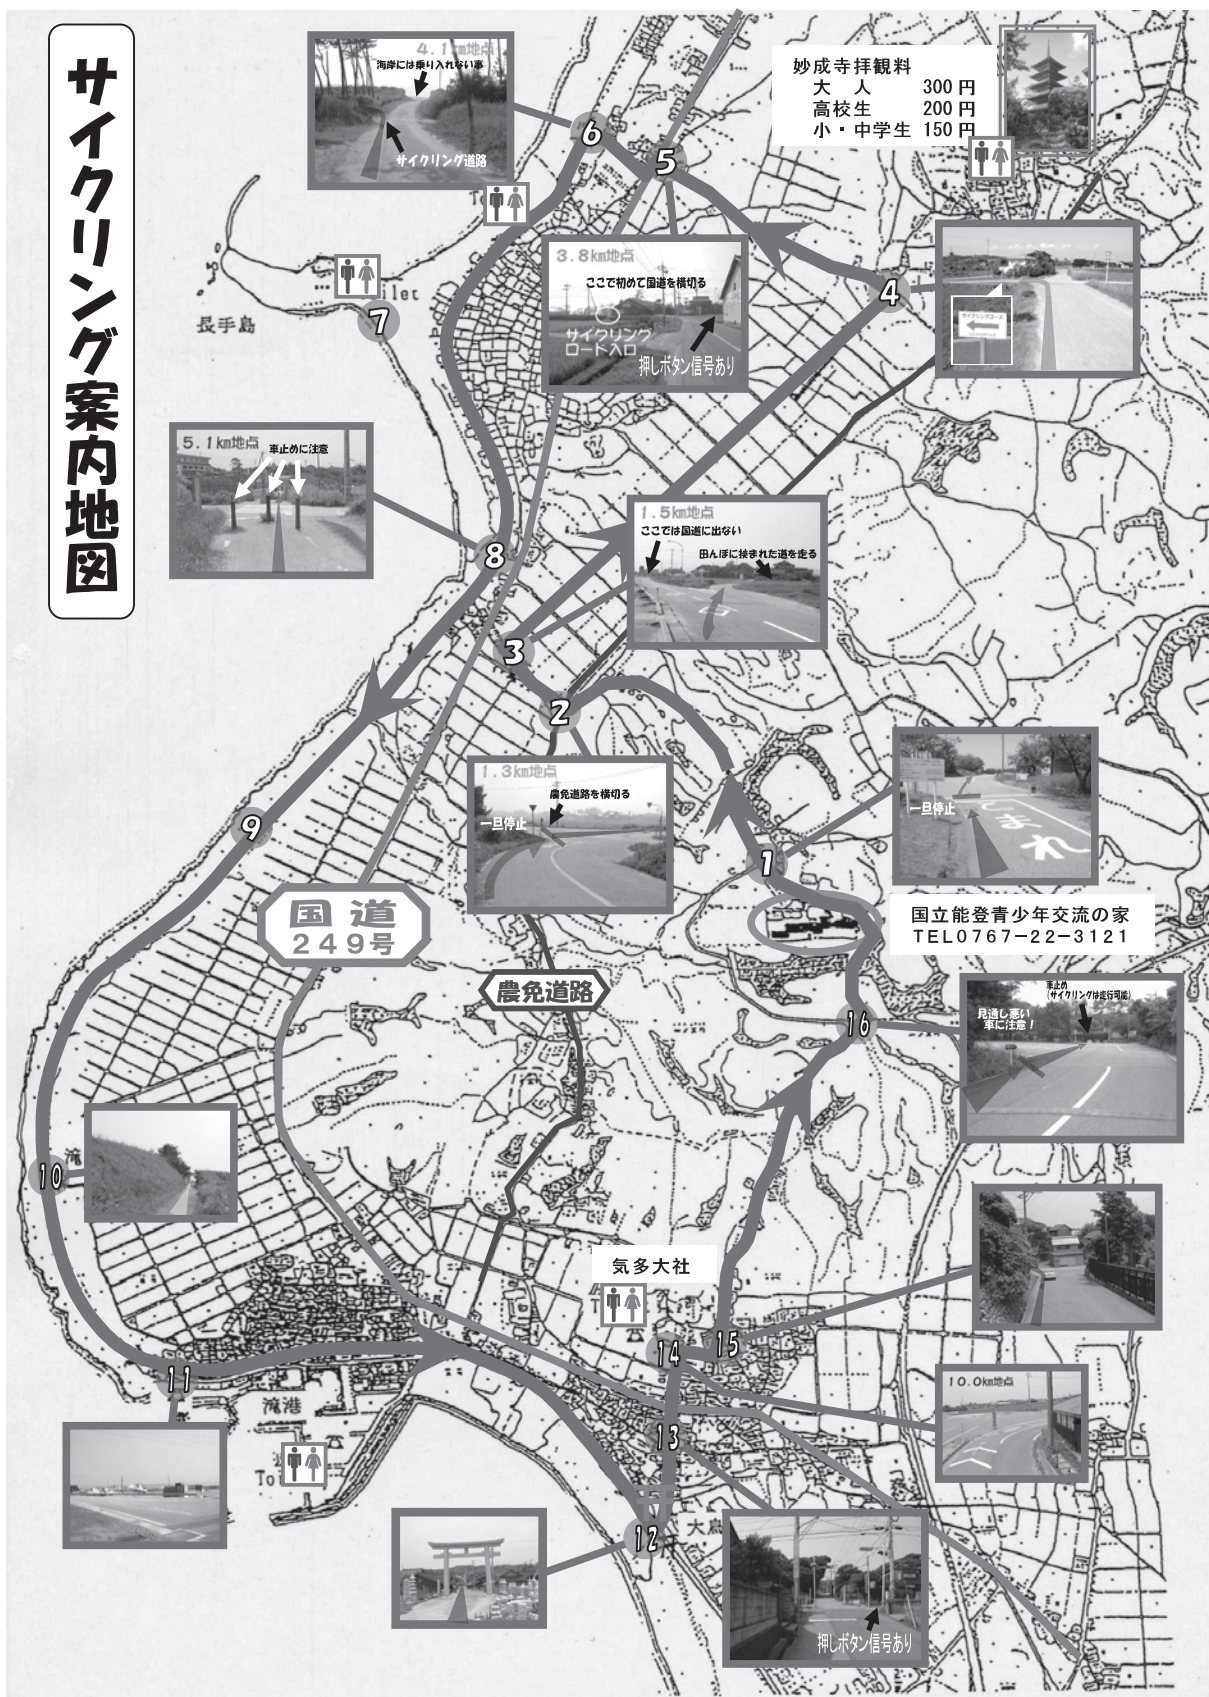 サイクリング案内地図
4.1km地点
海岸には乗り入れない事
サイクリング道路
妙成寺拝観料
大 人 300円
高校生 200円
小・中学生 150円
6
5
3.8km地点
ここで初めて国道を横切る
サイクリング
ロード入口
押しボタン信号あり
4
サイクリングコース
7
長手島
5.1km地点
車止めに注意
8
1.5km地点
ここでは国道に出ない
田んぼに挟まれた道を走る
3
2
1.3km地点
農免道路を横切る
一旦停止
9
1
一旦停止
国道
249号
国立能登青少年交流の家
TEL0767-22-3121
農免道路
16
車止め
(サイクリングは走行可能)
見通し悪い
車に注意!
滝
10
気多大社
14
15
11
滝港
10.0km地点
13
12
大鳥
押しボタン信号あり